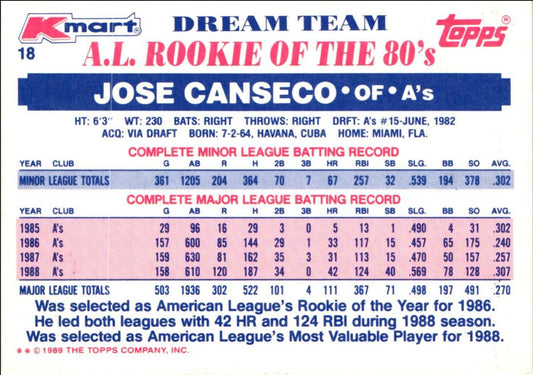 Kmart DREAM TEAM Topps®
18 A.L. ROOKIE OF THE 80's
JOSE CANSECO • OF • A's
HT: 6'3" WT: 230 BATS: RIGHT THROWS: RIGHT DRFT: A's #15-JUNE, 1982
ACQ: VIA DRAFT BORN: 7-2-64, HAVANA, CUBA HOME: MIAMI, FLA.
COMPLETE MINOR LEAGUE BATTING RECORD
YEAR CLUB G AB R H 2B 3B HR RBI SB SLG. BB SO AVG.
MINOR LEAGUE TOTALS 361 1205 204 364 70 7 67 257 32 .539 194 378 .302
COMPLETE MAJOR LEAGUE BATTING RECORD
YEAR CLUB G AB R H 2B 3B HR RBI SB SLG. BB SO AVG.
1985 A's 29 96 16 29 3 0 5 13 1 .490 4 31 .302
1986 A's 157 600 85 144 29 1 33 117 15 .457 65 175 .240
1987 A's 159 630 81 162 35 3 31 113 15 .470 50 157 .257
1988 A's 158 610 120 187 34 0 42 124 40 .569 78 128 .307
MAJOR LEAGUE TOTALS 503 1936 302 522 101 4 111 367 71 .498 197 491 .270
Was selected as American League's Rookie of the Year for 1986.
He led both leagues with 42 HR and 124 RBI during 1988 season.
Was selected as American League's Most Valuable Player for 1988.
** © 1989 THE TOPPS COMPANY, INC.